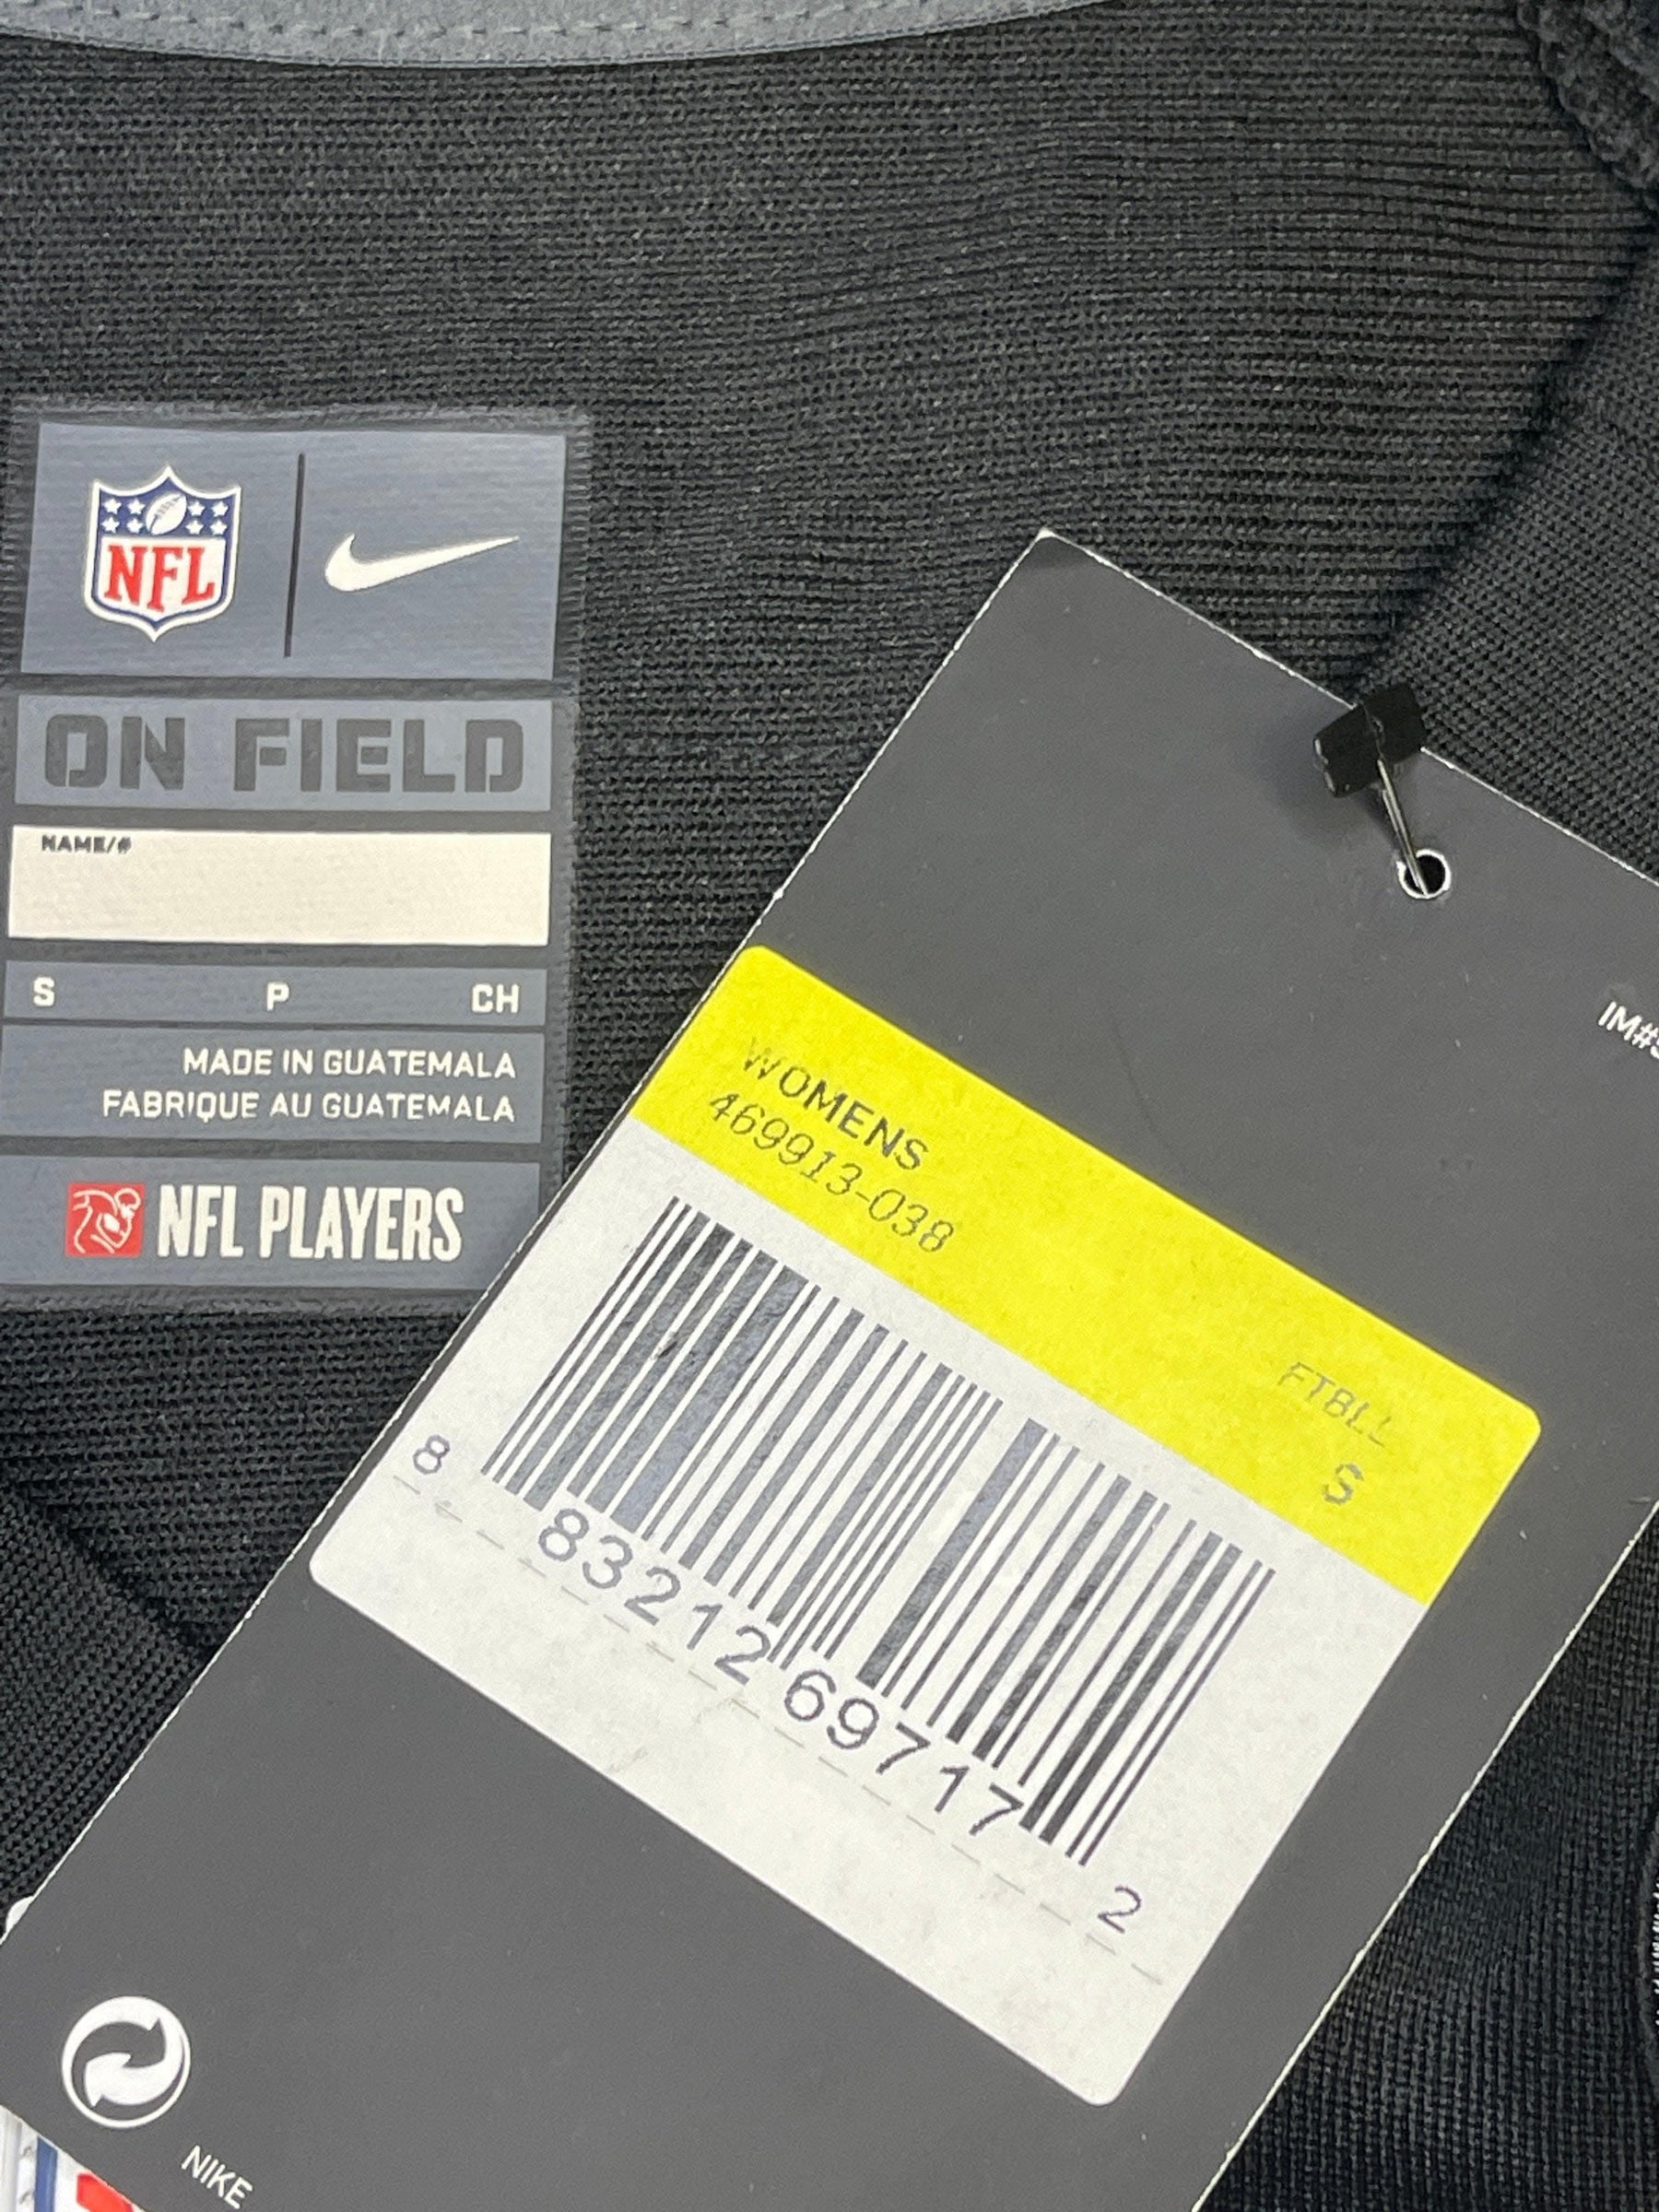 NFL
ON FIELD
NAME/#
S P CH
MADE IN GUATEMALA
FABRIQUE AU GUATEMALA
NFL PLAYERS
WOMENS
469913-038
FTBLL
S
8 83212 69717 2
NIKE